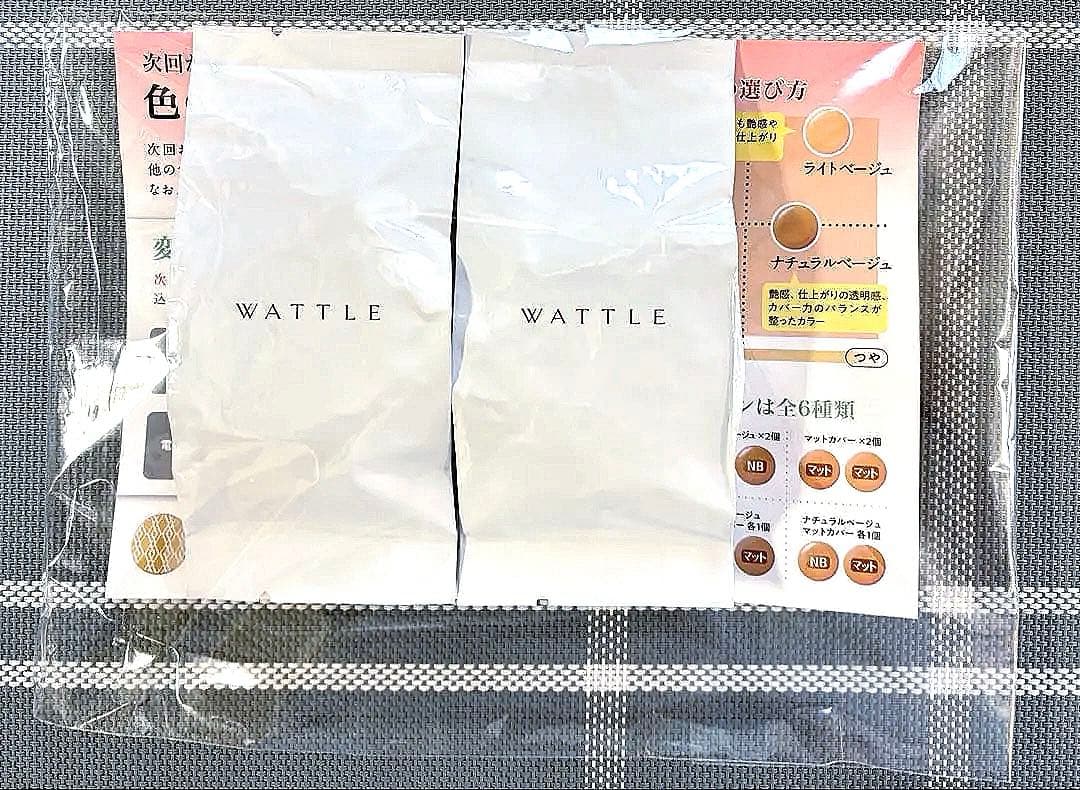 次回
色
次回
他の
なお
変
次
込
電
WATTLE
WATTLE
選び方
も艶感や
仕上がり
ライトベージュ
ナチュラルベージュ
艶感、仕上がりの透明感、
カバー力のバランスが
整ったカラー
つや
ンは全6種類
ージュ×2個
NB
マットカバー×2個
マット マット
ージュ
ー 各1個
マット
ナチュラルベージュ
マットカバー 各1個
NB マット